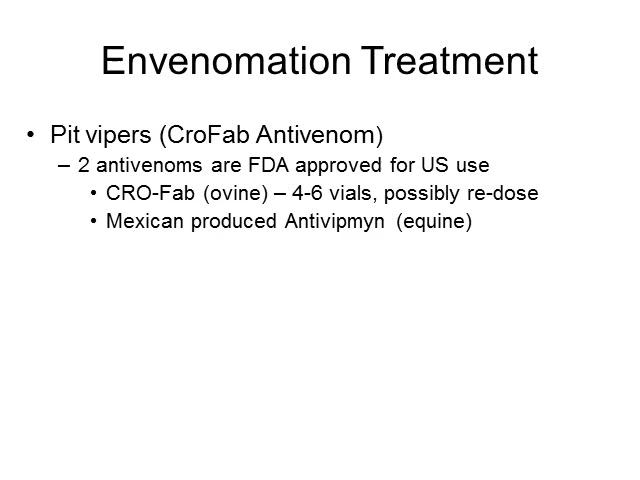 Envenomation Treatment
• Pit vipers (CroFab Antivenom)
– 2 antivenoms are FDA approved for US use
• CRO-Fab (ovine) – 4-6 vials, possibly re-dose
• Mexican produced Antivipmyn (equine)